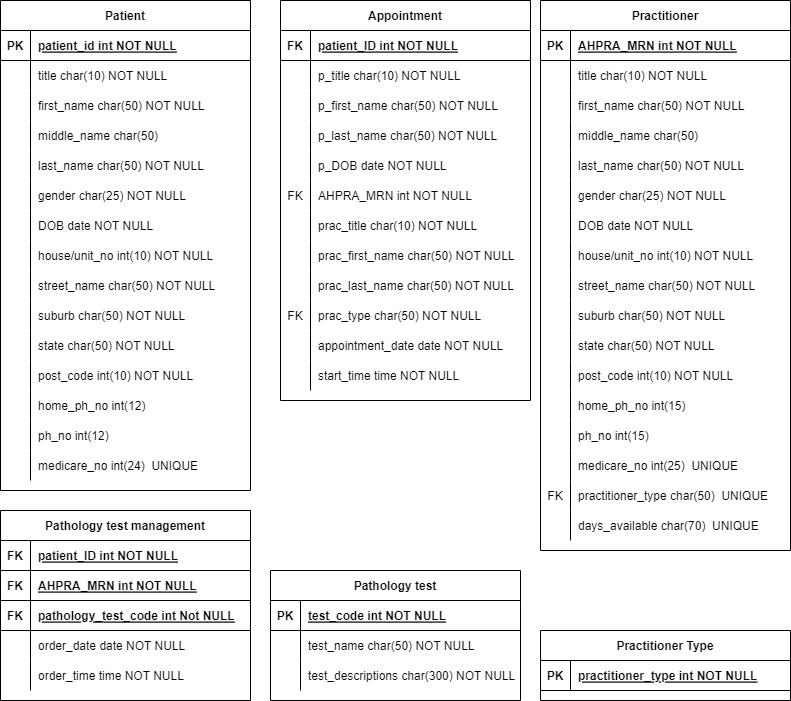 Patient
PK patient_id int NOT NULL
title char(10) NOT NULL
first_name char(50) NOT NULL
middle_name char(50)
last_name char(50) NOT NULL
gender char(25) NOT NULL
DOB date NOT NULL
house/unit_no int(10) NOT NULL
street_name char(50) NOT NULL
suburb char(50) NOT NULL
state char(50) NOT NULL
post_code int(10) NOT NULL
home_ph_no int(12)
ph_no int(12)
medicare_no int(24)  UNIQUE
Appointment
FK patient_ID int NOT NULL
p_title char(10) NOT NULL
p_first_name char(50) NOT NULL
p_last_name char(50) NOT NULL
p_DOB date NOT NULL
FK AHPRA_MRN int NOT NULL
prac_title char(10) NOT NULL
prac_first_name char(50) NOT NULL
prac_last_name char(50) NOT NULL
FK prac_type char(50) NOT NULL
appointment_date date NOT NULL
start_time time NOT NULL
Practitioner
PK AHPRA_MRN int NOT NULL
title char(10) NOT NULL
first_name char(50) NOT NULL
middle_name char(50)
last_name char(50) NOT NULL
gender char(25) NOT NULL
DOB date NOT NULL
house/unit_no int(10) NOT NULL
street_name char(50) NOT NULL
suburb char(50) NOT NULL
state char(50) NOT NULL
post_code int(10) NOT NULL
home_ph_no int(15)
ph_no int(15)
medicare_no int(25)  UNIQUE
FK practitioner_type char(50)  UNIQUE
days_available char(70)  UNIQUE
Pathology test management
FK patient_ID int NOT NULL
FK AHPRA_MRN int NOT NULL
FK pathology_test_code int Not NULL
order_date date NOT NULL
order_time time NOT NULL
Pathology test
PK test_code int NOT NULL
test_name char(50) NOT NULL
test_descriptions char(300) NOT NULL
Practitioner Type
PK practitioner_type int NOT NULL